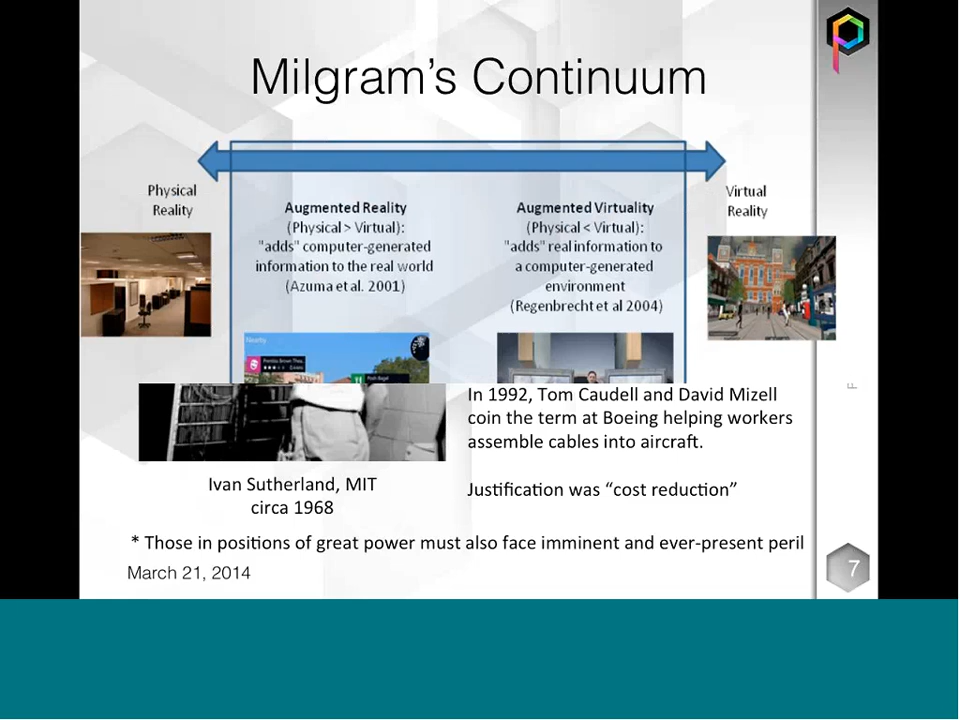 Milgram's Continuum
Physical
Reality
Augmented Reality
(Physical > Virtual):
"adds" computer-generated
information to the real world
(Azuma et al. 2001)
Augmented Virtuality
(Physical < Virtual):
"adds" real information to
a computer-generated
environment
(Regenbrecht et al 2004)
Virtual
Reality
Nearby
In 1992, Tom Caudell and David Mizell
coin the term at Boeing helping workers
assemble cables into aircraft.
Justification was “cost reduction”
Ivan Sutherland, MIT
circa 1968
* Those in positions of great power must also face imminent and ever-present peril
March 21, 2014
7
F